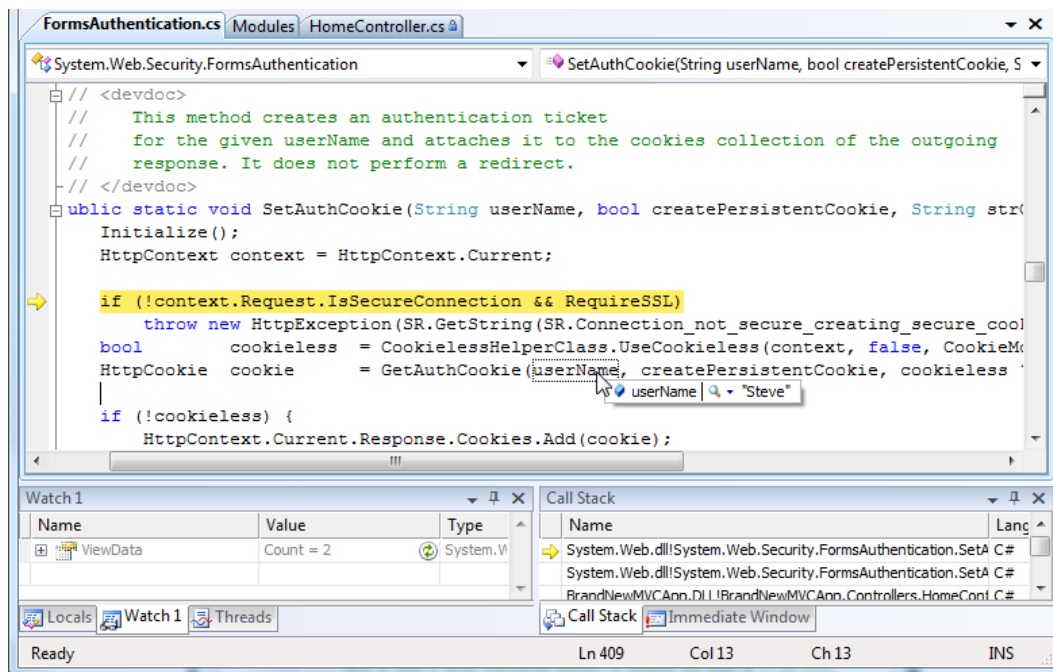 FormsAuthentication.cs Modules HomeController.cs
System.Web.Security.FormsAuthentication SetAuthCookie(String userName, bool createPersistentCookie, S
// <devdoc>
//    This method creates an authentication ticket
//    for the given userName and attaches it to the cookies collection of the outgoing
//    response. It does not perform a redirect.
// </devdoc>
ublic static void SetAuthCookie(String userName, bool createPersistentCookie, String str
Initialize();
HttpContext context = HttpContext.Current;
if (!context.Request.IsSecureConnection && RequireSSL)
throw new HttpException(SR.GetString(SR.Connection_not_secure_creating_secure_cool
bool cookieless = CookielessHelperClass.UseCookieless(context, false, CookieMo
HttpCookie cookie = GetAuthCookie(userName, createPersistentCookie, cookieless
userName "Steve"
if (!cookieless) {
HttpContext.Current.Response.Cookies.Add(cookie);
Watch 1
Name Value Type
ViewData Count = 2 System.W
Call Stack
Name Lang
System.Web.dll!System.Web.Security.FormsAuthentication.SetA C#
System.Web.dll!System.Web.Security.FormsAuthentication.SetA C#
BrandNewMVCApp.DLL!BrandNewMVCApp.Controllers.HomeCont C#
Locals Watch 1 Threads
Call Stack Immediate Window
Ready Ln 409 Col 13 Ch 13 INS